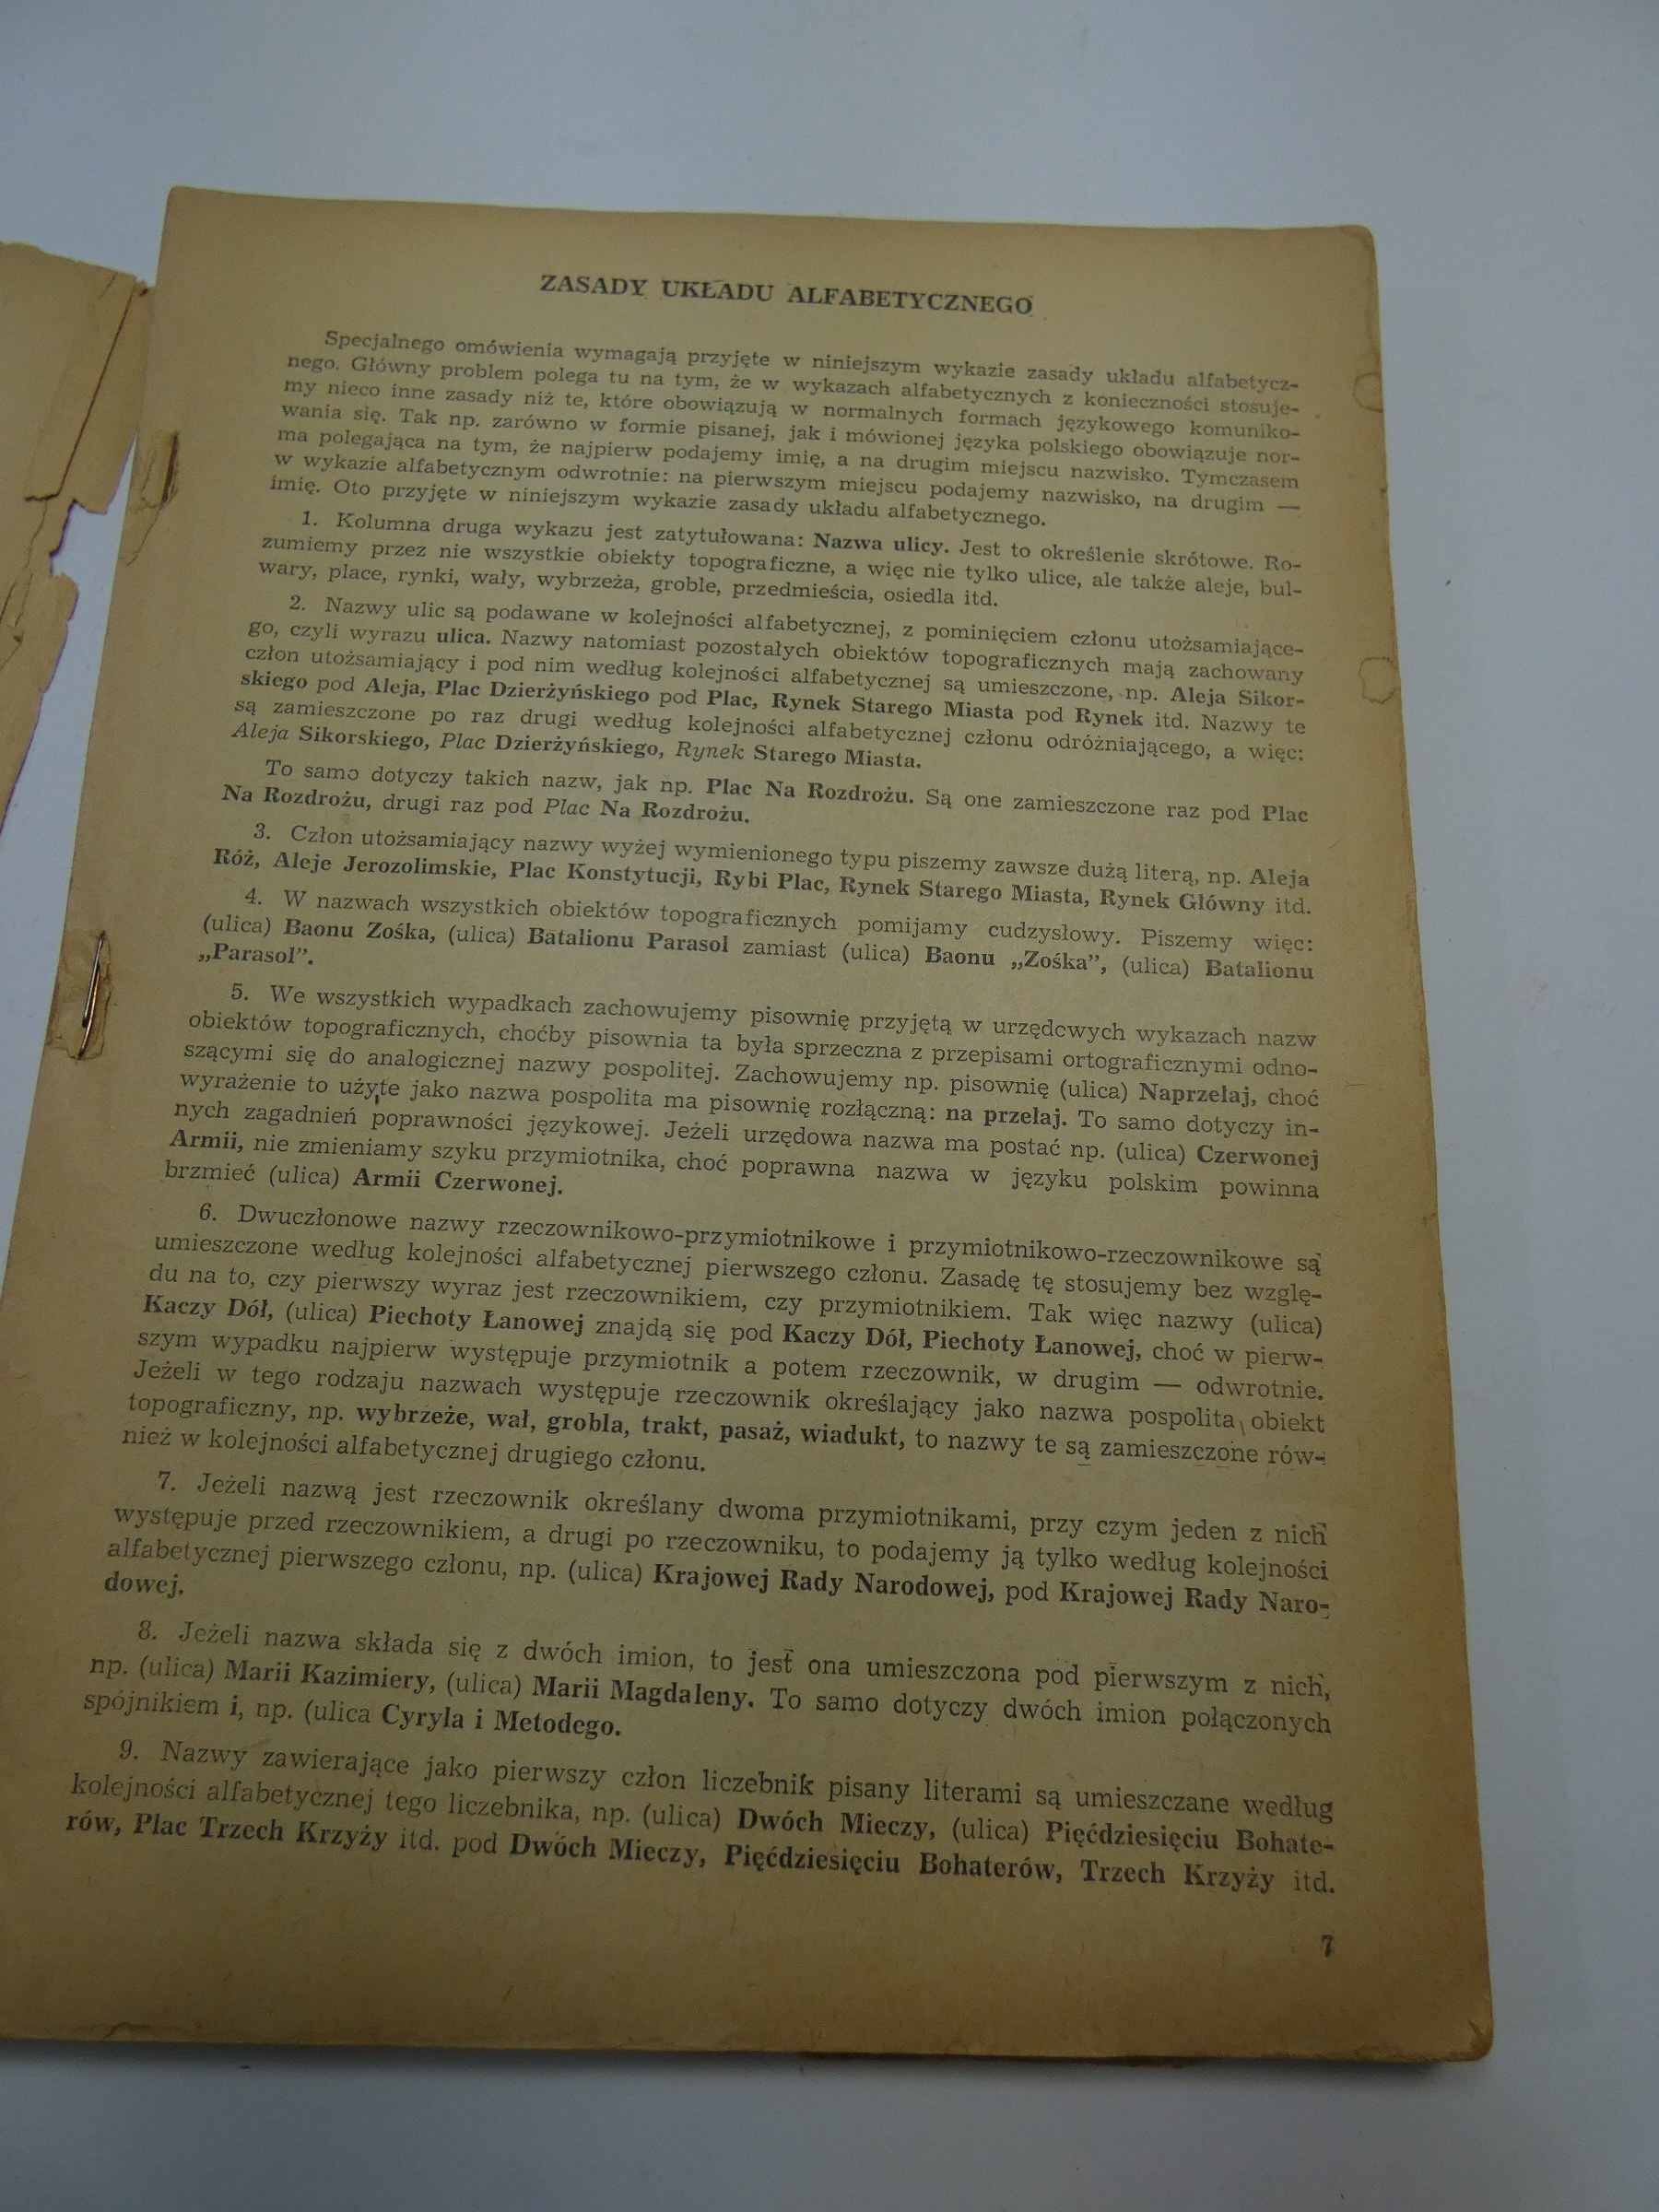 ZASADY UKŁADU ALFABETYCZNEGO
Specjalnego omówienia wymagają przyjęte w niniejszym wykazie zasady układu alfabetycz-
nego. Główny problem polega tu na tym, że w wykazach alfabetycznych z konieczności stosuje-
my nieco inne zasady niż te, które obowiązują w normalnych formach językowego komuniko-
wania się. Tak np. zarówno w formie pisanej, jak i mówionej języka polskiego obowiązuje nor-
ma polegająca na tym, że najpierw podajemy imię, a na drugim miejscu nazwisko. Tymczasem
w wykazie alfabetycznym odwrotnie: na pierwszym miejscu podajemy nazwisko, na drugim —
imię. Oto przyjęte w niniejszym wykazie zasady układu alfabetycznego.
1. Kolumna druga wykazu jest zatytułowana: Nazwa ulicy. Jest to określenie skrótowe. Ro-
zumiemy przez nie wszystkie obiekty topograficzne, a więc nie tylko ulice, ale także aleje, bul-
wary, place, rynki, wały, wybrzeża, groble, przedmieścia, osiedla itd.
2. Nazwy ulic są podawane w kolejności alfabetycznej, z pominięciem członu utożsamiające-
go, czyli wyrazu ulica. Nazwy natomiast pozostałych obiektów topograficznych mają zachowany
człon utożsamiający i pod nim według kolejności alfabetycznej są umieszczone, np. Aleja Sikor-
skiego pod Aleja, Plac Dzierżyńskiego pod Plac, Rynek Starego Miasta pod Rynek itd. Nazwy te
są zamieszczone po raz drugi według kolejności alfabetycznej członu odróżniającego, a więc:
Aleja Sikorskiego, Plac Dzierżyńskiego, Rynek Starego Miasta.
To samo dotyczy takich nazw, jak np. Plac Na Rozdrożu. Są one zamieszczone raz pod Plac
Na Rozdrożu, drugi raz pod Plac Na Rozdrożu.
3. Człon utożsamiający nazwy wyżej wymienionego typu piszemy zawsze dużą literą, np. Aleja
Róż, Aleje Jerozolimskie, Plac Konstytucji, Rybi Plac, Rynek Starego Miasta, Rynek Główny itd.
4. W nazwach wszystkich obiektów topograficznych pomijamy cudzysłowy. Piszemy więc:
(ulica) Baonu Zośka, (ulica) Batalionu Parasol zamiast (ulica) Baonu „Zośka”, (ulica) Batalionu
„Parasol”.
5. We wszystkich wypadkach zachowujemy pisownię przyjętą w urzędowych wykazach nazw
obiektów topograficznych, choćby pisownia ta była sprzeczna z przepisami ortograficznymi odno-
szącymi się do analogicznej nazwy pospolitej. Zachowujemy np. pisownię (ulica) Naprzełaj, choć
wyrażenie to użyte jako nazwa pospolita ma pisownię rozłączną: na przełaj. To samo dotyczy in-
nych zagadnień poprawności językowej. Jeżeli urzędowa nazwa ma postać np. (ulica) Czerwonej
Armii, nie zmieniamy szyku przymiotnika, choć poprawna nazwa w języku polskim powinna
brzmieć (ulica) Armii Czerwonej.
6. Dwuczłonowe nazwy rzeczownikowo-przymiotnikowe i przymiotnikowo-rzeczownikowe są
umieszczone według kolejności alfabetycznej pierwszego członu. Zasadę tę stosujemy bez wzglę-
du na to, czy pierwszy wyraz jest rzeczownikiem, czy przymiotnikiem. Tak więc nazwy (ulica)
Kaczy Dół, (ulica) Piechoty Łanowej znajdą się pod Kaczy Dół, Piechoty Łanowej, choć w pierw-
szym wypadku najpierw występuje przymiotnik a potem rzeczownik, w drugim — odwrotnie.
Jeżeli w tego rodzaju nazwach występuje rzeczownik określający jako nazwa pospolita obiekt
topograficzny, np. wybrzeże, wał, grobla, trakt, pasaż, wiadukt, to nazwy te są zamieszczone rów-
nież w kolejności alfabetycznej drugiego członu.
7. Jeżeli nazwą jest rzeczownik określany dwoma przymiotnikami, przy czym jeden z nich
występuje przed rzeczownikiem, a drugi po rzeczowniku, to podajemy ją tylko według kolejności
alfabetycznej pierwszego członu, np. (ulica) Krajowej Rady Narodowej, pod Krajowej Rady Naro-
dowej.
8. Jeżeli nazwa składa się z dwóch imion, to jest ona umieszczona pod pierwszym z nich,
np. (ulica) Marii Kazimiery, (ulica) Marii Magdaleny. To samo dotyczy dwóch imion połączonych
spójnikiem i, np. (ulica Cyryla i Metodego.
9. Nazwy zawierające jako pierwszy człon liczebnik pisany literami są umieszczane według
kolejności alfabetycznej tego liczebnika, np. (ulica) Dwóch Mieczy, (ulica) Pięćdziesięciu Bohate-
rów, Plac Trzech Krzyży itd. pod Dwóch Mieczy, Pięćdziesięciu Bohaterów, Trzech Krzyży itd.
7